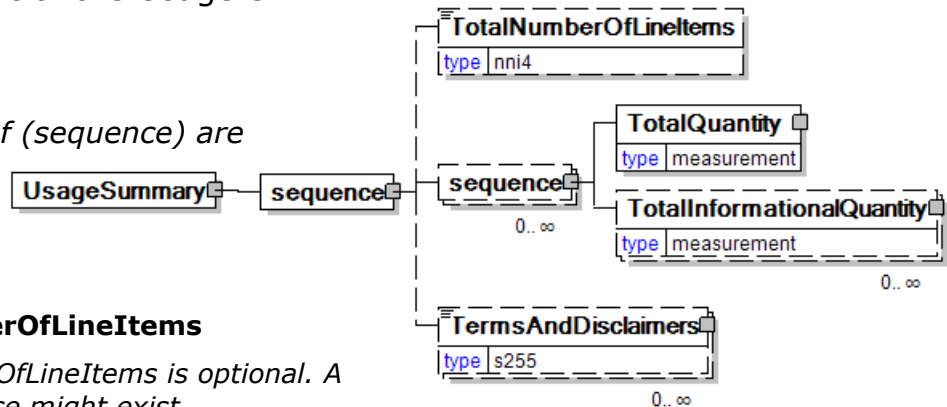 TotalNumberOfLineItems
type nni4
f (sequence) are
TotalQuantity
type measurement
UsageSummary
sequence
sequence
0.. ∞
TotalInformationalQuantity
type measurement
0.. ∞
erOfLineItems
TermsAndDisclaimers
type s255
OfLineItems is optional. A
0.. ∞